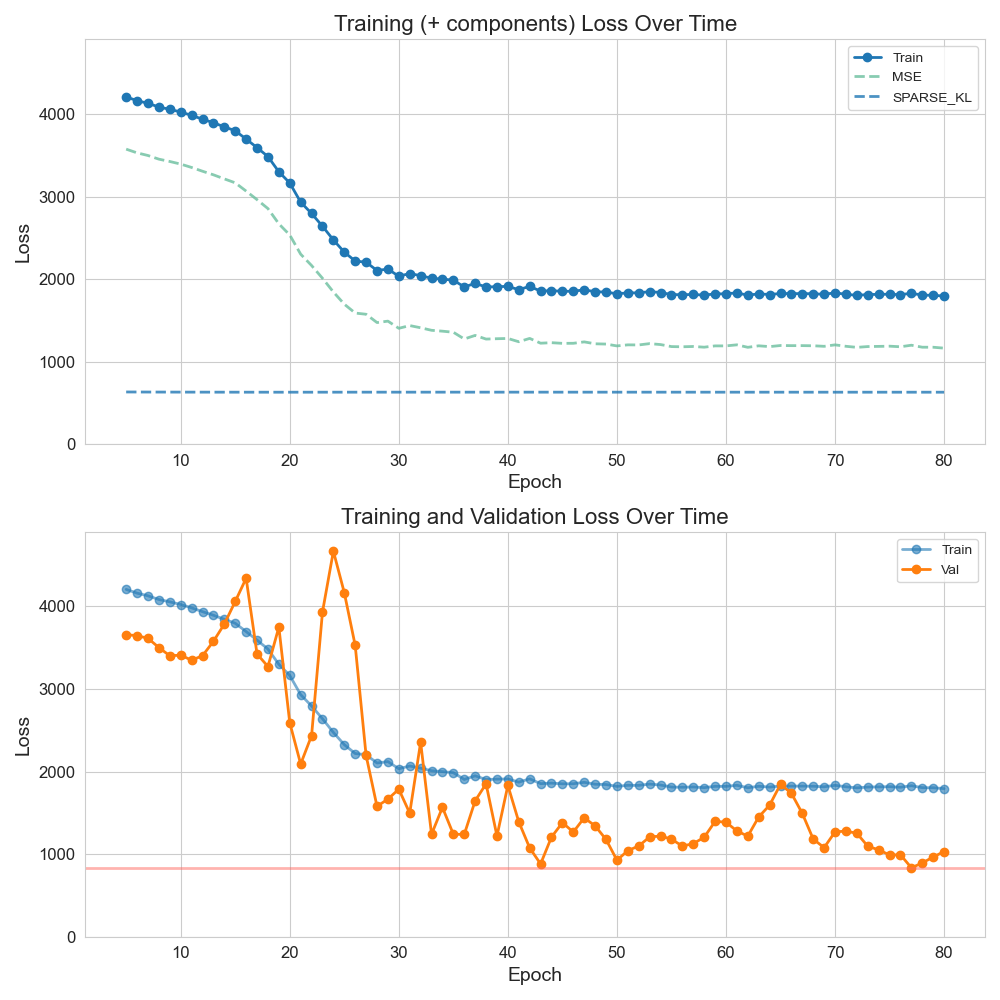 Training (+ components) Loss Over Time
Train
MSE
SPARSE_KL
Loss
4000
3000
2000
1000
0
10 20 30 40 50 60 70 80
Epoch
Training and Validation Loss Over Time
Train
Val
Loss
4000
3000
2000
1000
0
10 20 30 40 50 60 70 80
Epoch